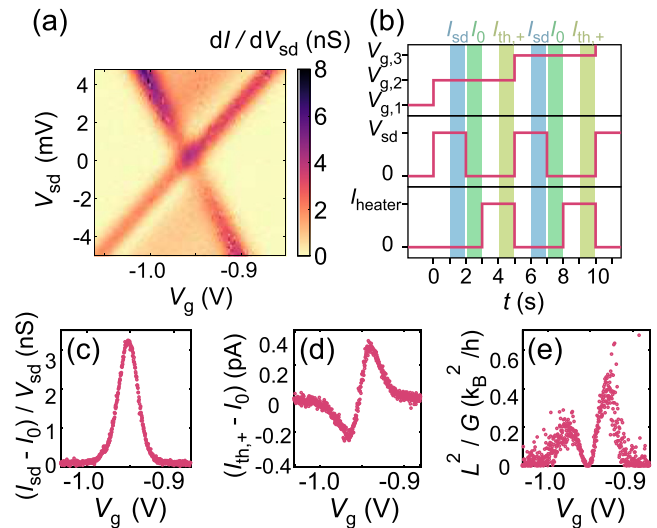 (a)
dI / dV_sd (nS)
8
6
4
2
0
4
2
0
-2
-4
V_sd (mV)
-1.0
-0.9
V_g (V)
(b)
I_sd I_0 I_th,+ I_sd I_0 I_th,+
V_g,3
V_g,2
V_g,1
V_sd
0
I_heater
0
0 2 4 6 8 10
t (s)
(c)
(I_sd - I_0) / V_sd (nS)
3
2
1
0
-1.0
-0.9
V_g (V)
(d)
(I_th,+ - I_0) (pA)
0.4
0.2
0
-0.2
-0.4
-1.0
-0.9
V_g (V)
(e)
L² / G (k_B² /h)
0.6
0.4
0.2
0
-1.0
-0.9
V_g (V)